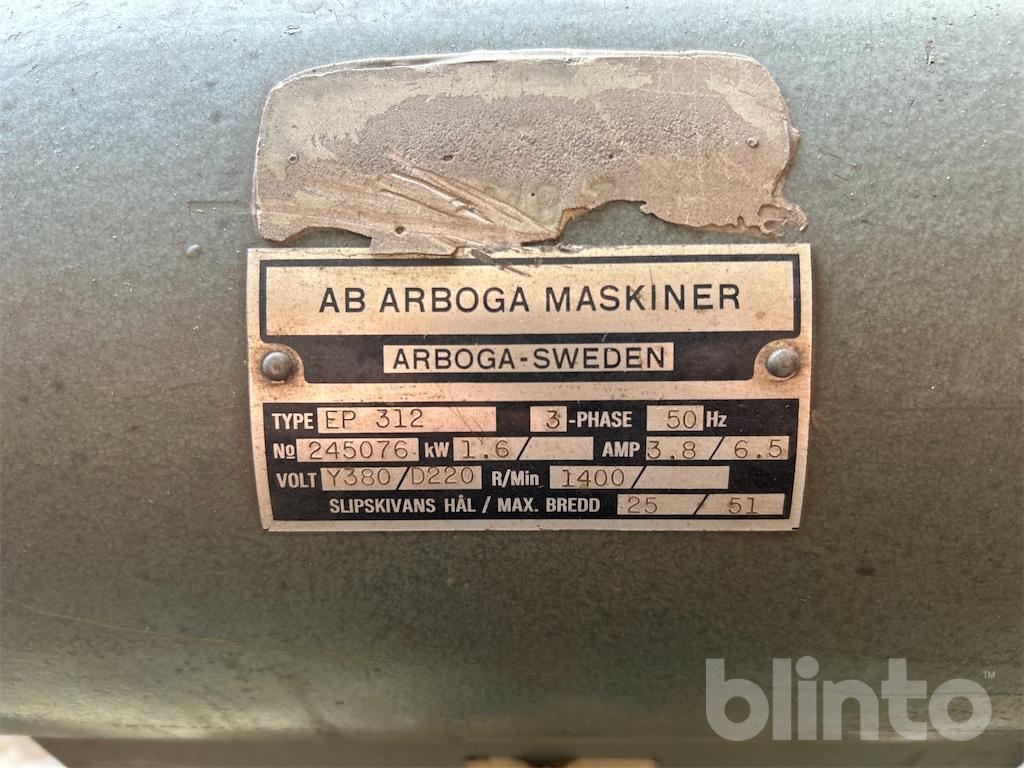 AB ARBOGA MASKINER
ARBOGA-SWEDEN
TYPE EP 312 3-PHASE 50 Hz
No 245076 kW 1.6/ AMP 3.8/6.5
VOLT Y380/D220 R/Min 1400/
SLIPSKIVANS HÅL / MAX. BREDD 25 / 51
blinto™